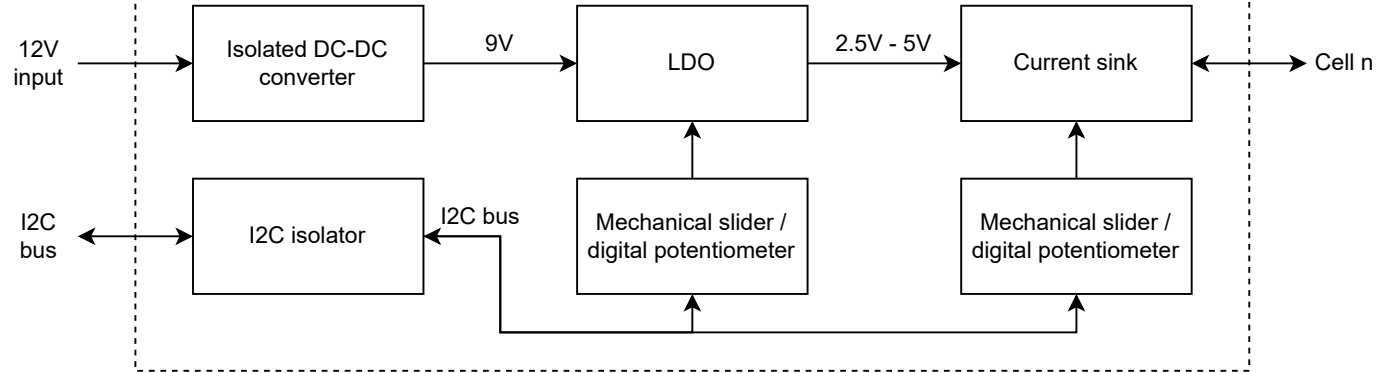 12V
input
Isolated DC-DC
converter
9V
LDO
2.5V - 5V
Current sink
Cell n
I2C
bus
I2C isolator
I2C bus
Mechanical slider /
digital potentiometer
Mechanical slider /
digital potentiometer